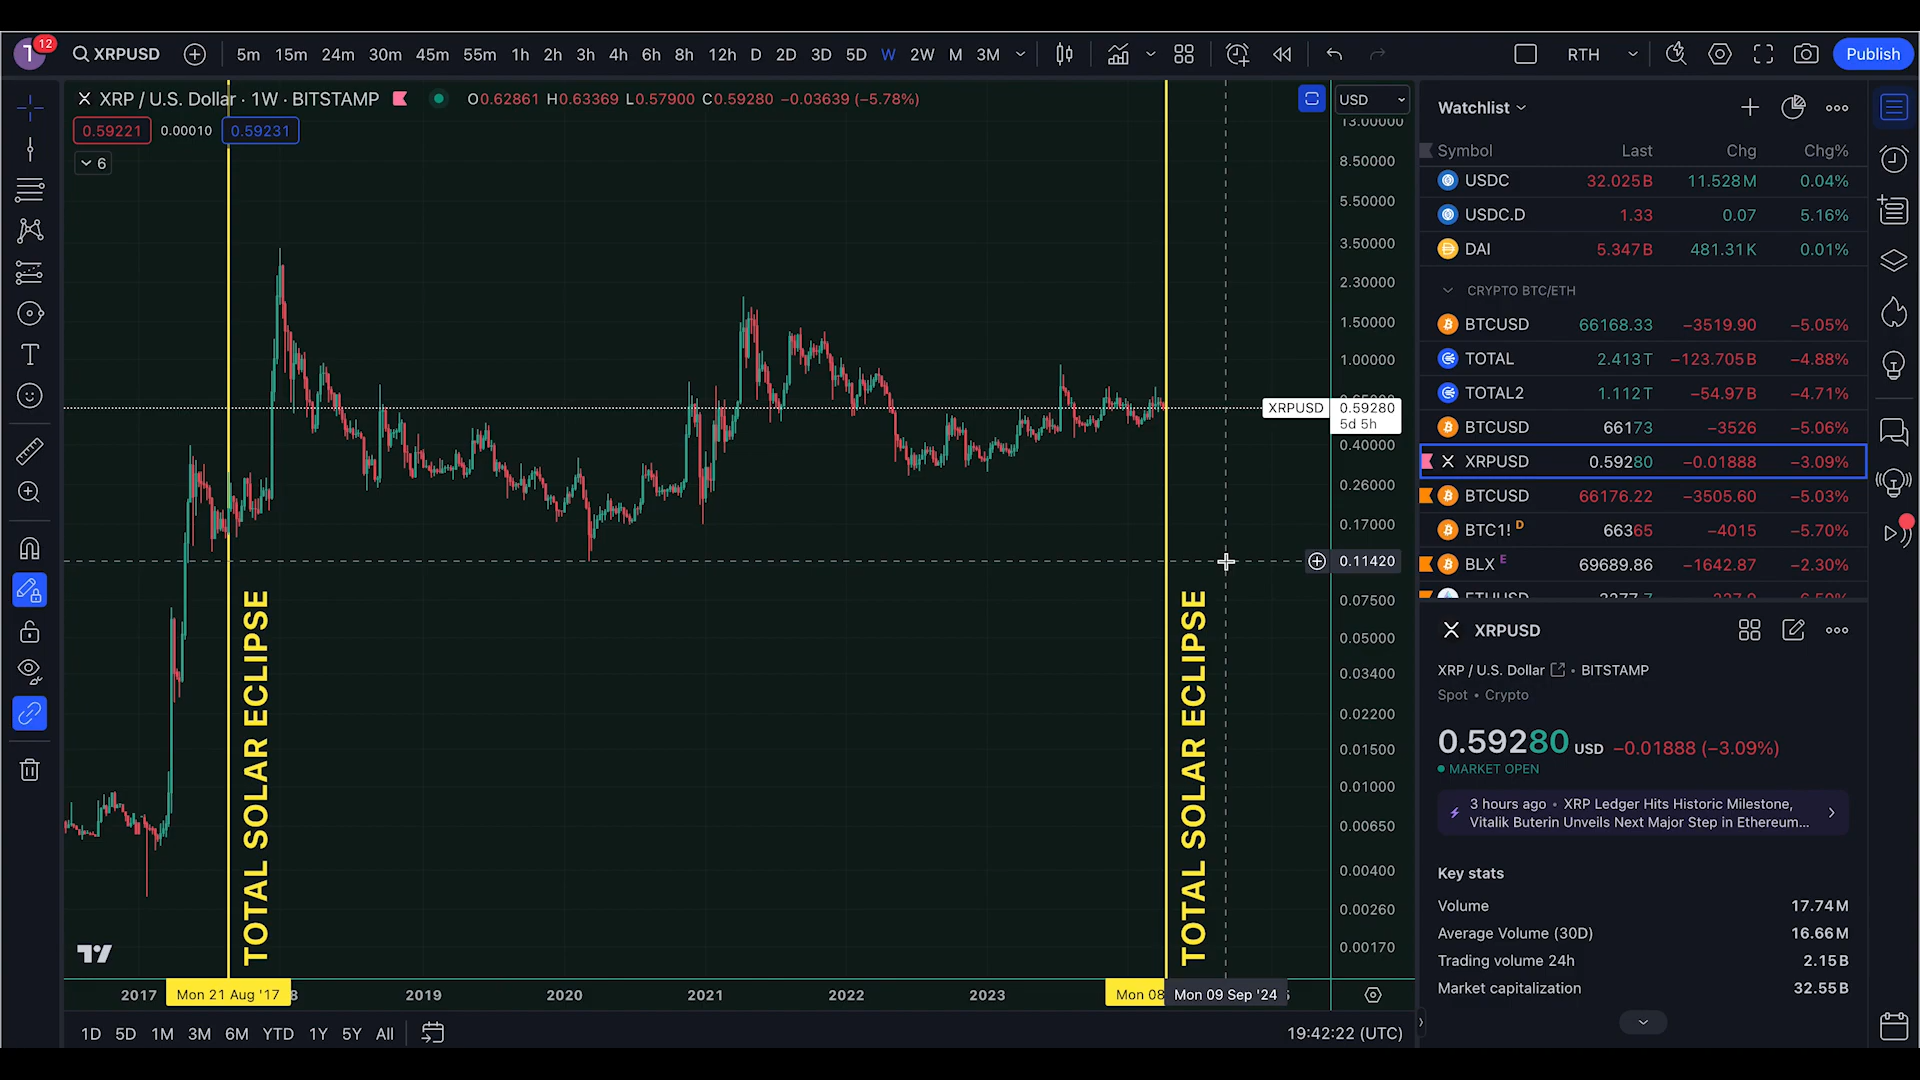 T 12 XRPUSD 5m 15m 24m 30m 45m 55m 1h 2h 3h 4h 6h 8h 12h D 2D 3D 5D W 2W M 3M RTH Publish
XRP / U.S. Dollar · 1W · BITSTAMP O0.62861 H0.63369 L0.57900 C0.59280 −0.03639 (−5.78%)
0.59221 0.00010 0.59231
6
USD
13.00000
8.50000
5.50000
3.50000
2.30000
1.50000
1.00000
XRPUSD 0.59280
5d 5h
0.40000
0.26000
0.17000
0.11420
0.07500
0.05000
0.03400
0.02200
0.01500
0.01000
0.00650
0.00400
0.00260
0.00170
TOTAL SOLAR ECLIPSE
TOTAL SOLAR ECLIPSE
2017 Mon 21 Aug '17 8 2019 2020 2021 2022 2023 Mon 08 Mon 09 Sep '24
1D 5D 1M 3M 6M YTD 1Y 5Y All 19:42:22 (UTC)
Watchlist
Symbol Last Chg Chg%
USDC 32.025B 11.528M 0.04%
USDC.D 1.33 0.07 5.16%
DAI 5.347B 481.31K 0.01%
CRYPTO BTC/ETH
BTCUSD 66168.33 −3519.90 −5.05%
TOTAL 2.413T −123.705B −4.88%
TOTAL2 1.112T −54.97B −4.71%
BTCUSD 66173 −3526 −5.06%
XRPUSD 0.59280 −0.01888 −3.09%
BTCUSD 66176.22 −3505.60 −5.03%
BTC1! D 66365 −4015 −5.70%
BLX E 69689.86 −1642.87 −2.30%
XRPUSD
XRP / U.S. Dollar • BITSTAMP
Spot • Crypto
0.59280 USD −0.01888 (−3.09%)
MARKET OPEN
3 hours ago • XRP Ledger Hits Historic Milestone,
Vitalik Buterin Unveils Next Major Step in Ethereum...
Key stats
Volume 17.74M
Average Volume (30D) 16.66M
Trading volume 24h 2.15B
Market capitalization 32.55B